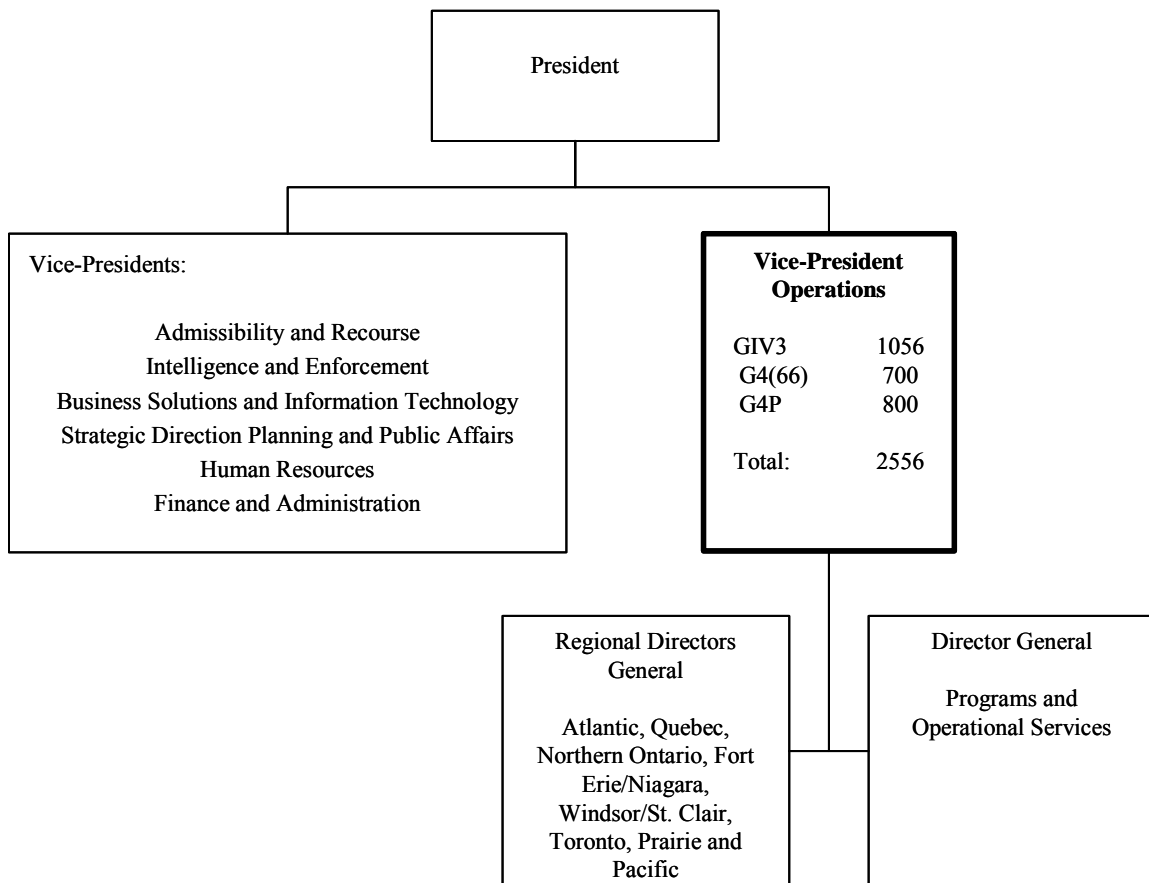 President
Vice-Presidents:
Admissibility and Recourse
Intelligence and Enforcement
Business Solutions and Information Technology
Strategic Direction Planning and Public Affairs
Human Resources
Finance and Administration
Vice-President
Operations
GIV3 1056
G4(66) 700
G4P 800
Total: 2556
Regional Directors
General
Atlantic, Quebec,
Northern Ontario, Fort
Erie/Niagara,
Windsor/St. Clair,
Toronto, Prairie and
Pacific
Director General
Programs and
Operational Services